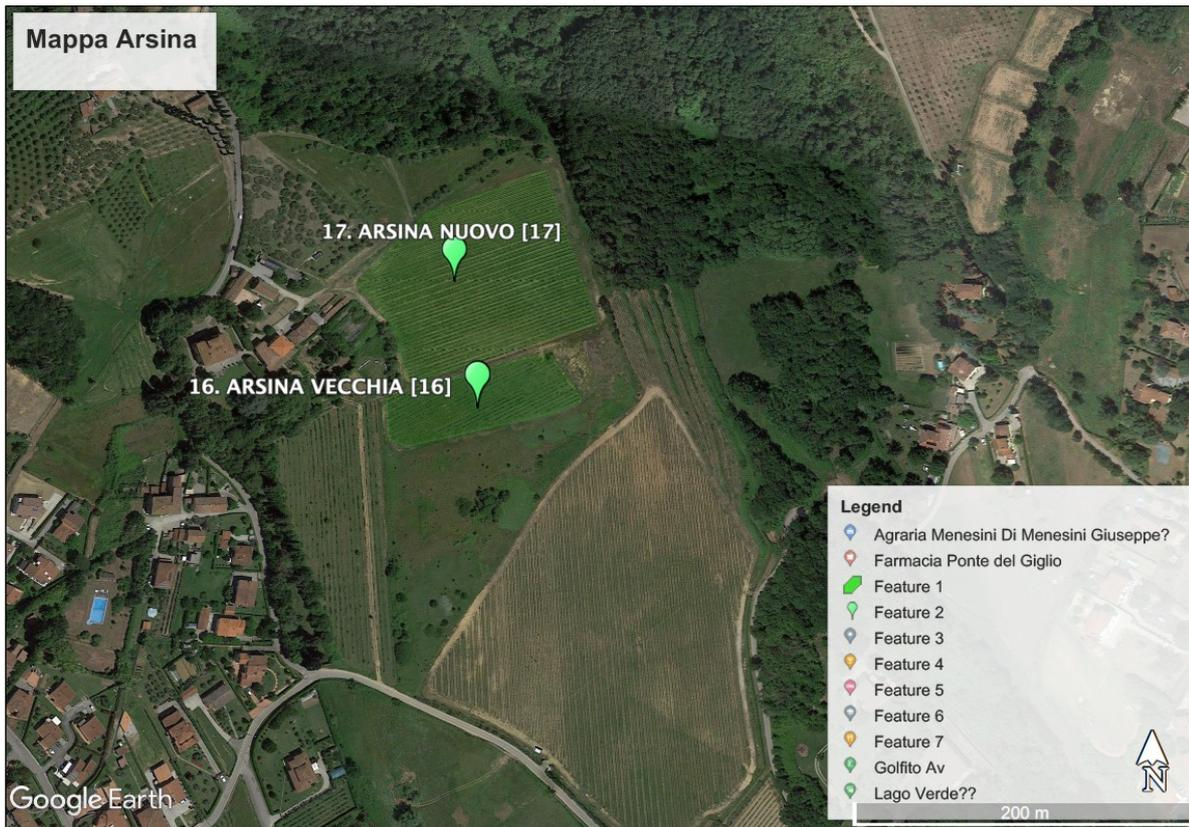 Mappa Arsina
17. ARSINA NUOVO [17]
16. ARSINA VECCHIA [16]
Legend
Agraria Menesini Di Menesini Giuseppe?
Farmacia Ponte del Giglio
Feature 1
Feature 2
Feature 3
Feature 4
Feature 5
Feature 6
Feature 7
Golfito Av
Lago Verde??
N
200 m
Google Earth